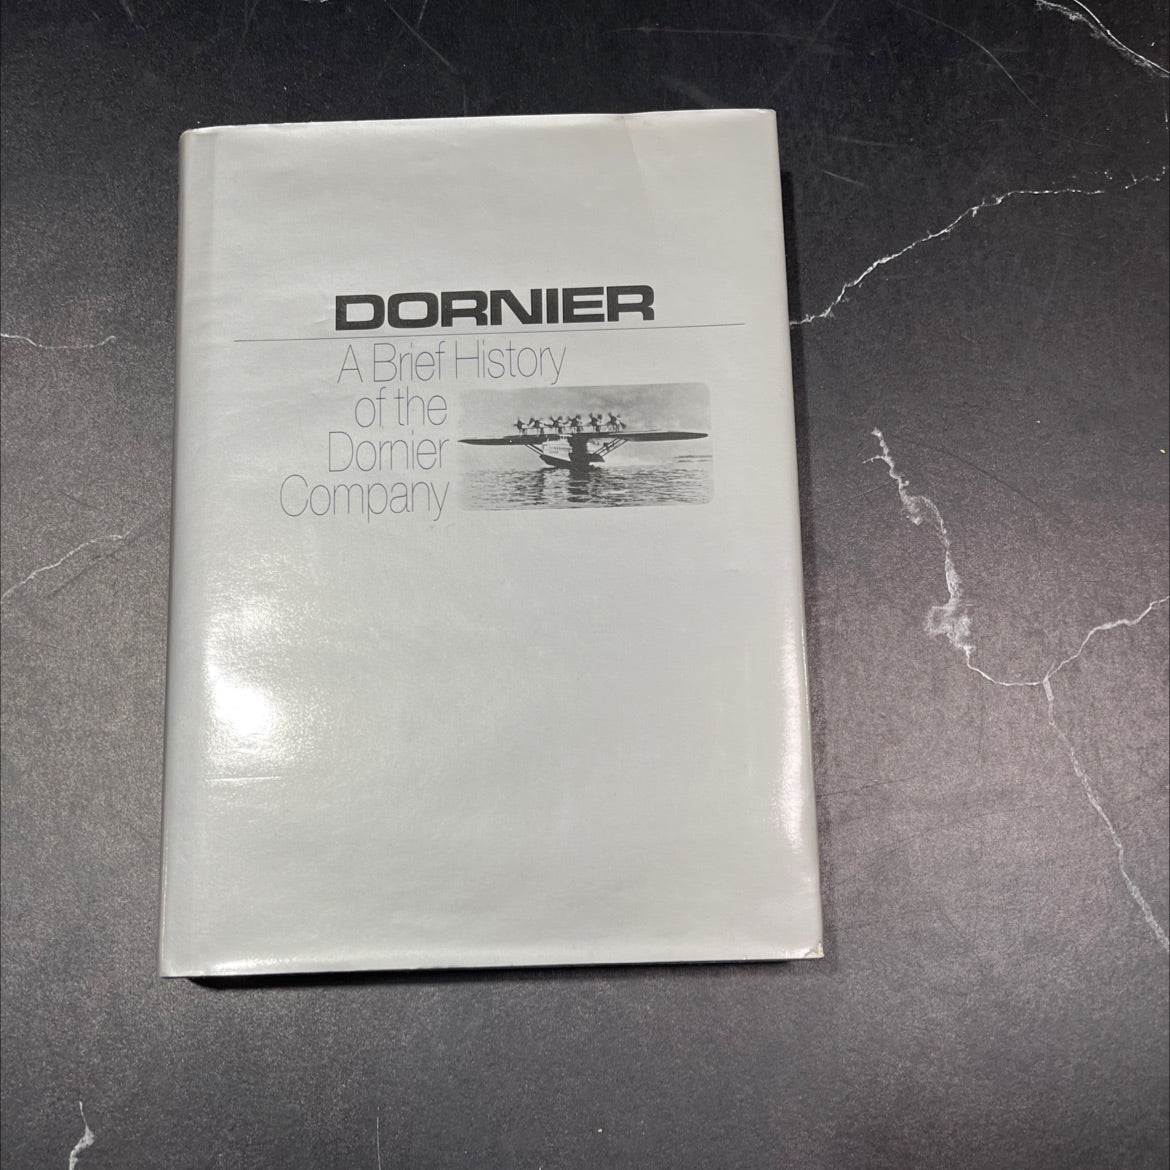 DORNIER
A Brief History
of the
Dornier
Company